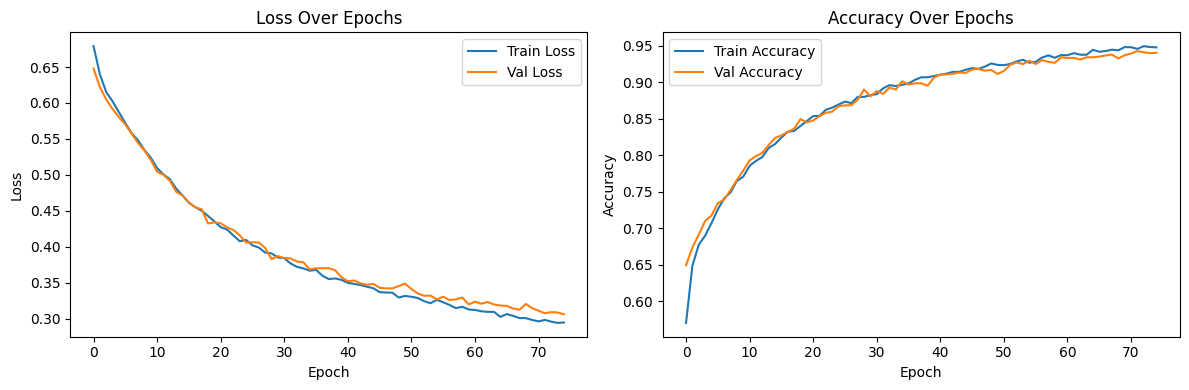 Loss Over Epochs
Train Loss
Val Loss
0.65
0.60
0.55
0.50
0.45
0.40
0.35
0.30
Loss
0 10 20 30 40 50 60 70
Epoch
Accuracy Over Epochs
Train Accuracy
Val Accuracy
0.95
0.90
0.85
0.80
0.75
0.70
0.65
0.60
Accuracy
0 10 20 30 40 50 60 70
Epoch